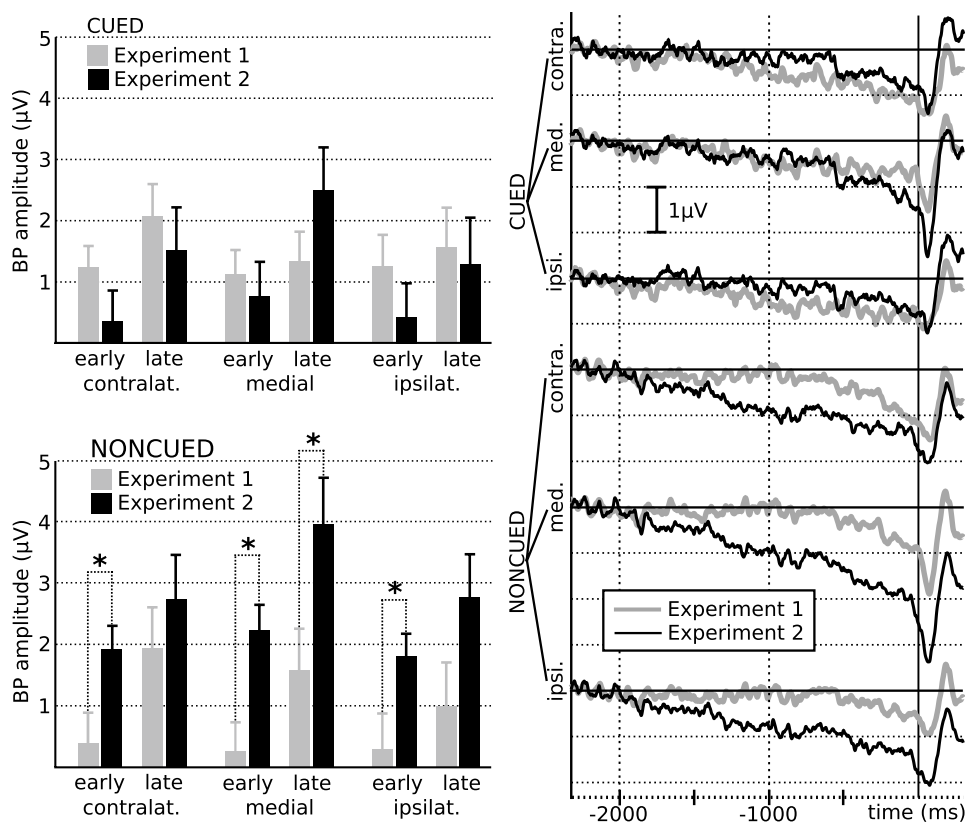 CUED
Experiment 1
Experiment 2
BP amplitude (μV)
5
4
3
2
1
early late early late early late
contralat. medial ipsilat.
NONCUED
Experiment 1
Experiment 2
BP amplitude (μV)
5
4
3
2
1
*
*
*
*
early late early late early late
contralat. medial ipsilat.
CUED
contra.
med.
ipsi.
1μV
NONCUED
contra.
med.
ipsi.
Experiment 1
Experiment 2
-2000 -1000 time (ms)